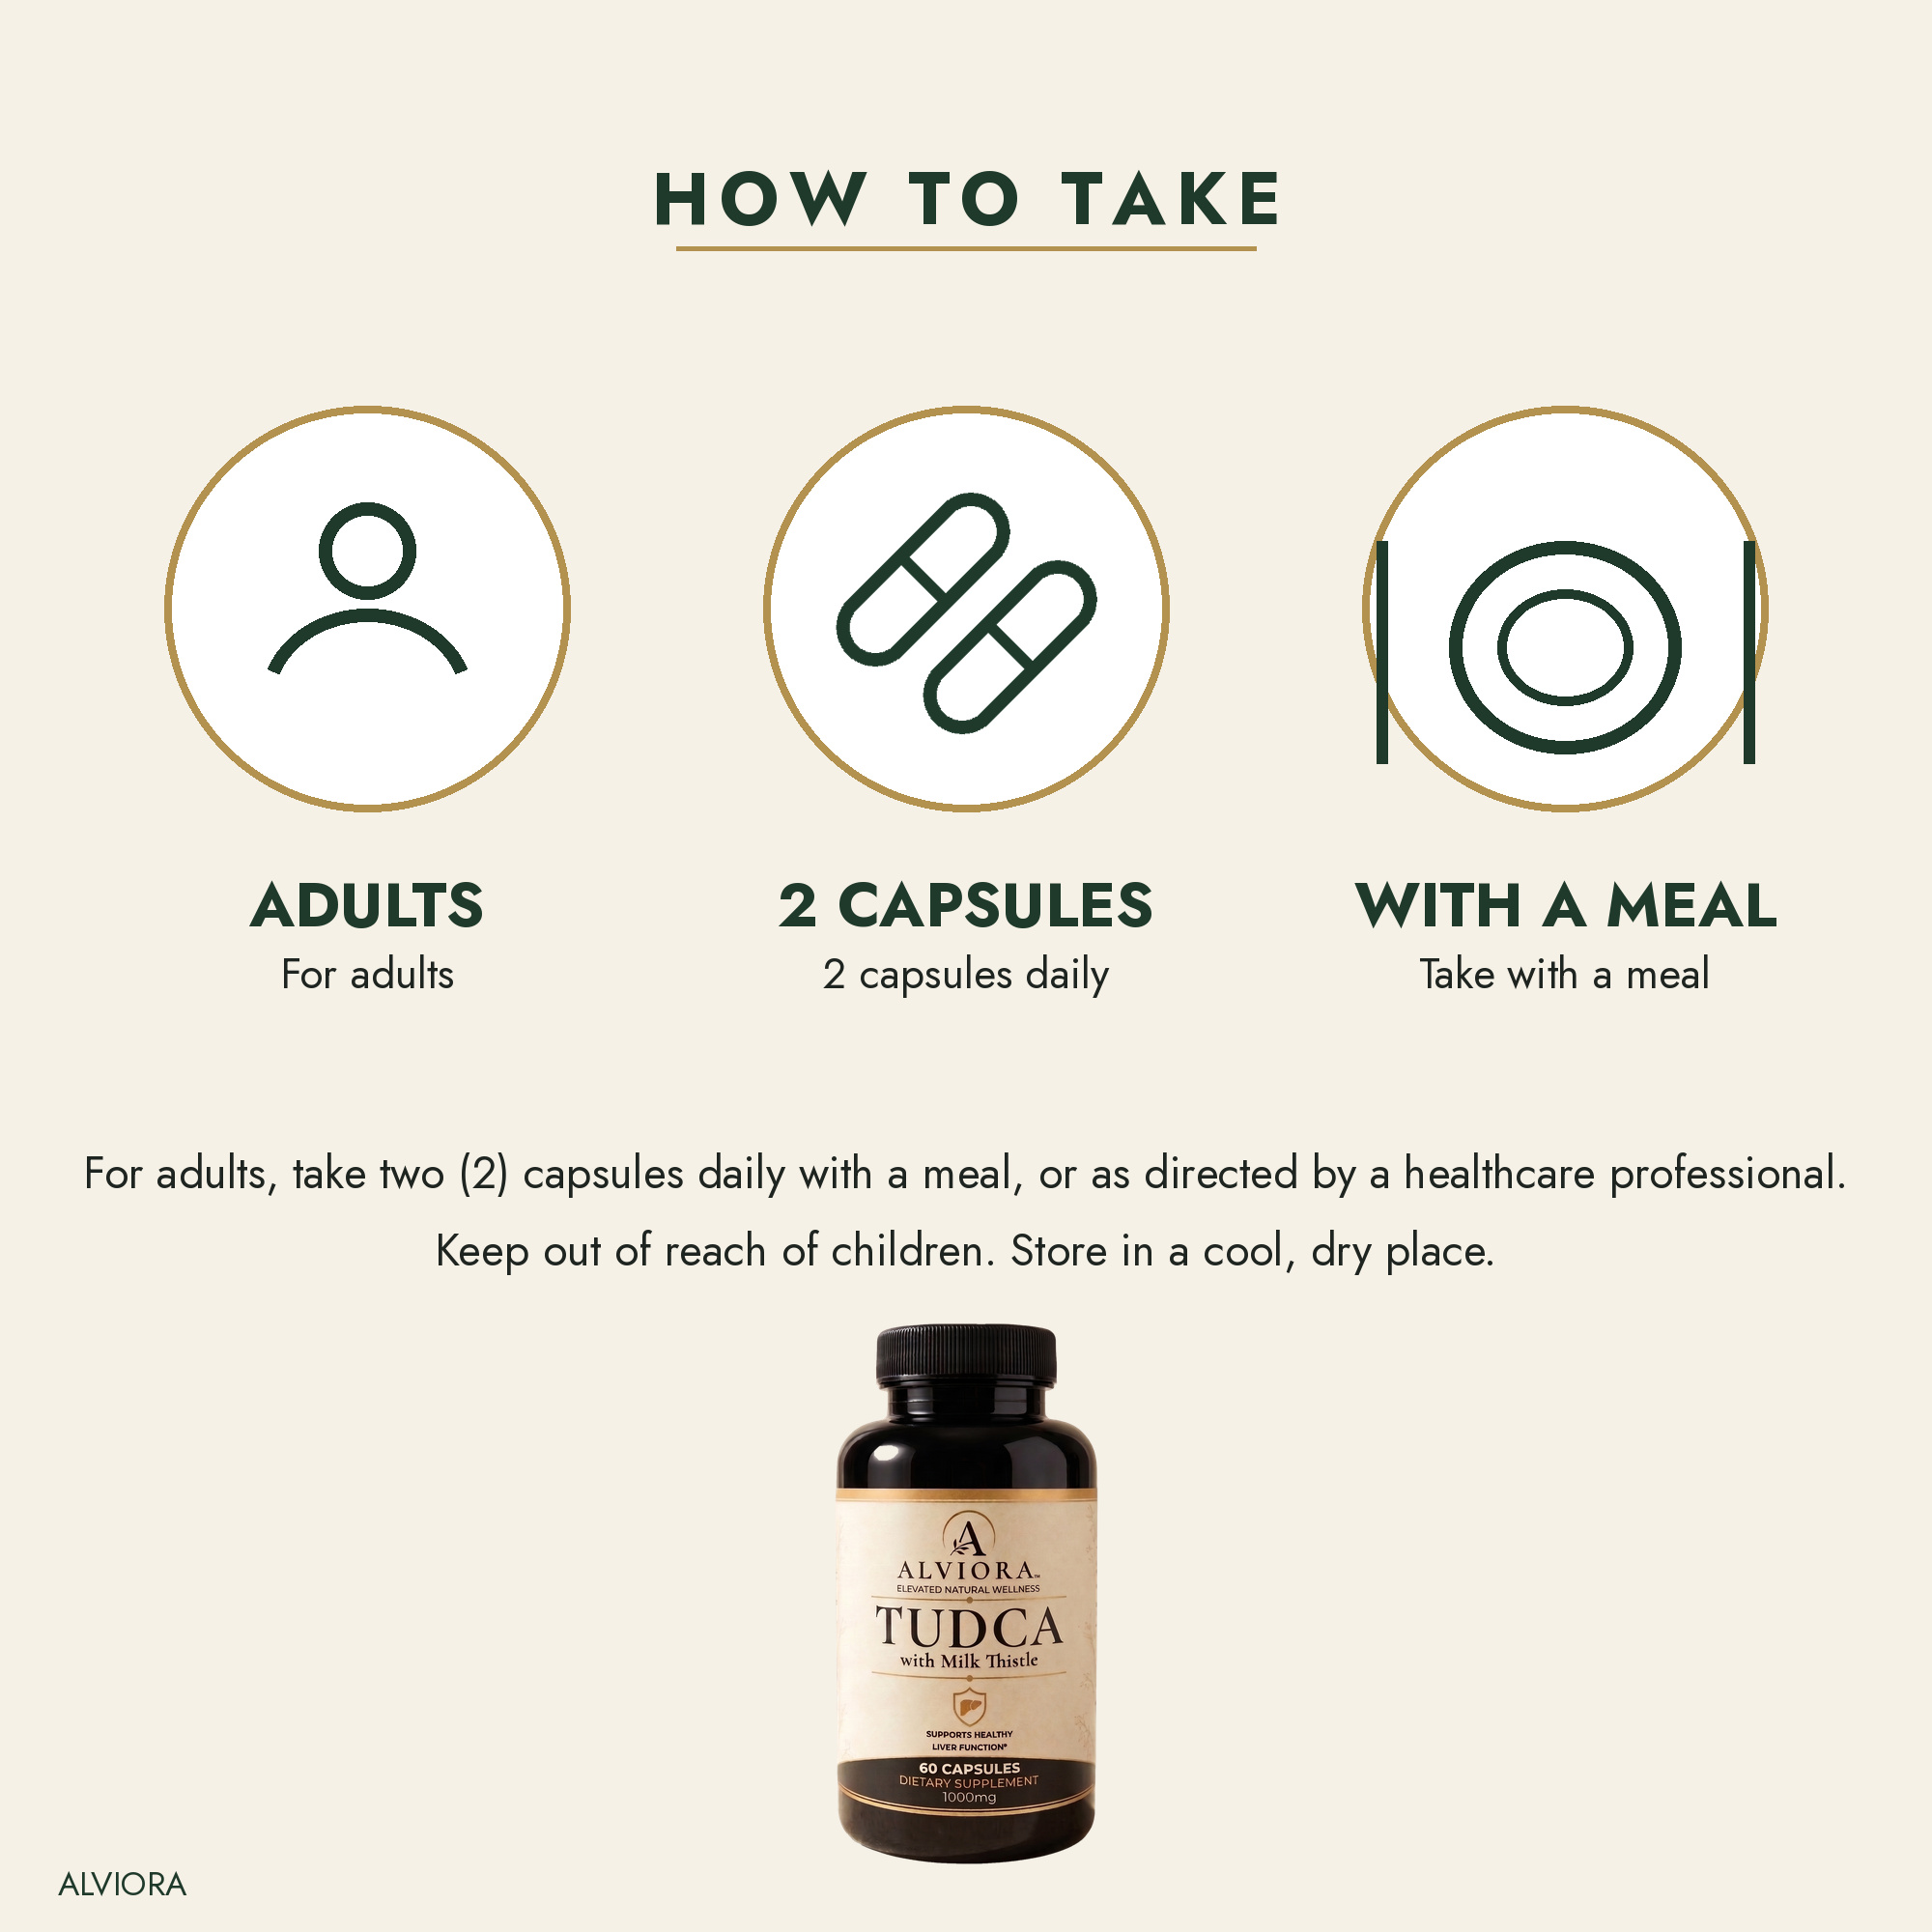 HOW TO TAKE
ADULTS
For adults
2 CAPSULES
2 capsules daily
WITH A MEAL
Take with a meal
For adults, take two (2) capsules daily with a meal, or as directed by a healthcare professional.
Keep out of reach of children. Store in a cool, dry place.
A
ALVIORA™
ELEVATED NATURAL WELLNESS
TUDCA
with Milk Thistle
SUPPORTS HEALTHY
LIVER FUNCTION*
60 CAPSULES
DIETARY SUPPLEMENT
1000mg
ALVIORA